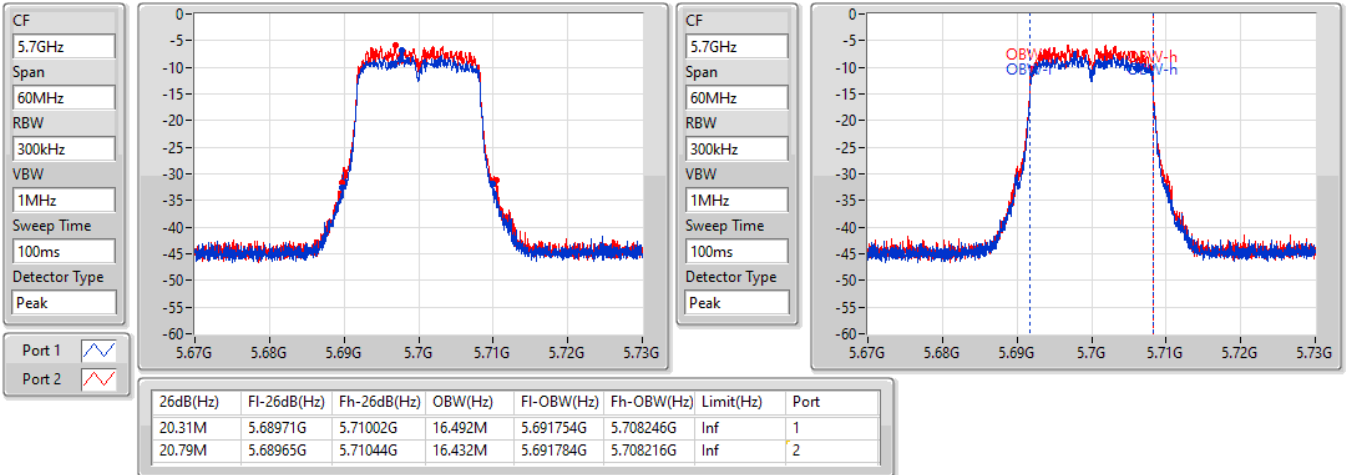 CF
5.7GHz
Span
60MHz
RBW
300kHz
VBW
1MHz
Sweep Time
100ms
Detector Type
Peak
0
-5
-10
-15
-20
-25
-30
-35
-40
-45
-50
-55
-60
5.67G 5.68G 5.69G 5.7G 5.71G 5.72G 5.73G
Port 1
Port 2
CF
5.7GHz
Span
60MHz
RBW
300kHz
VBW
1MHz
Sweep Time
100ms
Detector Type
Peak
0
-5
-10
-15
-20
-25
-30
-35
-40
-45
-50
-55
-60
OBW-h
OBW-h
5.67G 5.68G 5.69G 5.7G 5.71G 5.72G 5.73G
26dB(Hz) Fl-26dB(Hz) Fh-26dB(Hz) OBW(Hz) Fl-OBW(Hz) Fh-OBW(Hz) Limit(Hz) Port
20.31M 5.68971G 5.71002G 16.492M 5.691754G 5.708246G Inf 1
20.79M 5.68965G 5.71044G 16.432M 5.691784G 5.708216G Inf 2